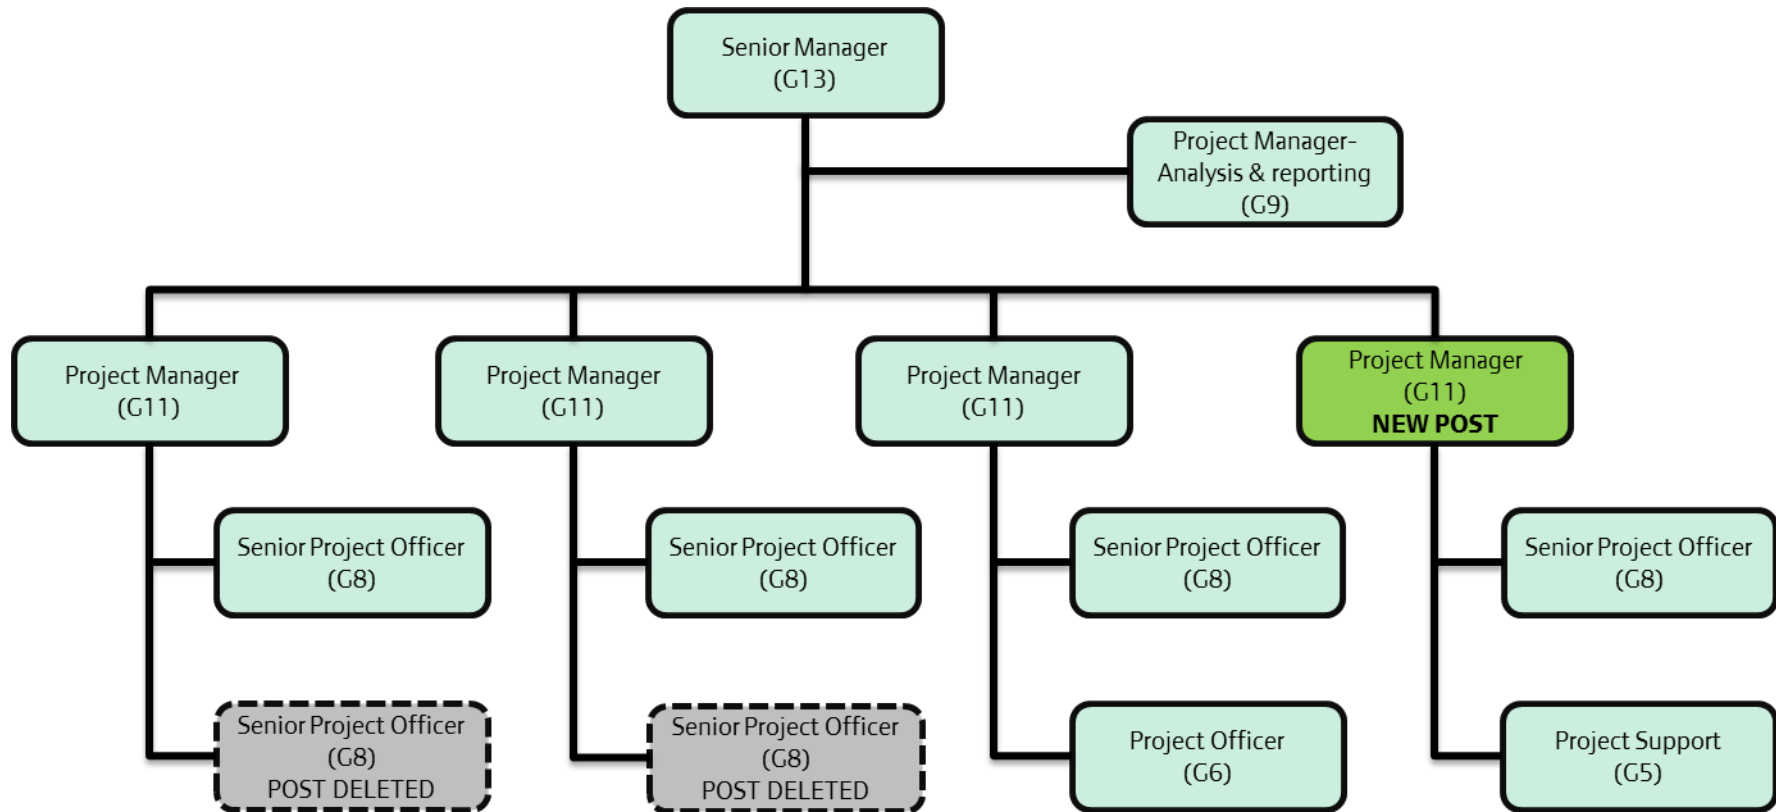 Senior Manager
(G13)
Project Manager-
Analysis & reporting
(G9)
Project Manager
(G11)
Project Manager
(G11)
Project Manager
(G11)
Project Manager
(G11)
NEW POST
Senior Project Officer
(G8)
Senior Project Officer
(G8)
Senior Project Officer
(G8)
Senior Project Officer
(G8)
Senior Project Officer
(G8)
POST DELETED
Senior Project Officer
(G8)
POST DELETED
Project Officer
(G6)
Project Support
(G5)